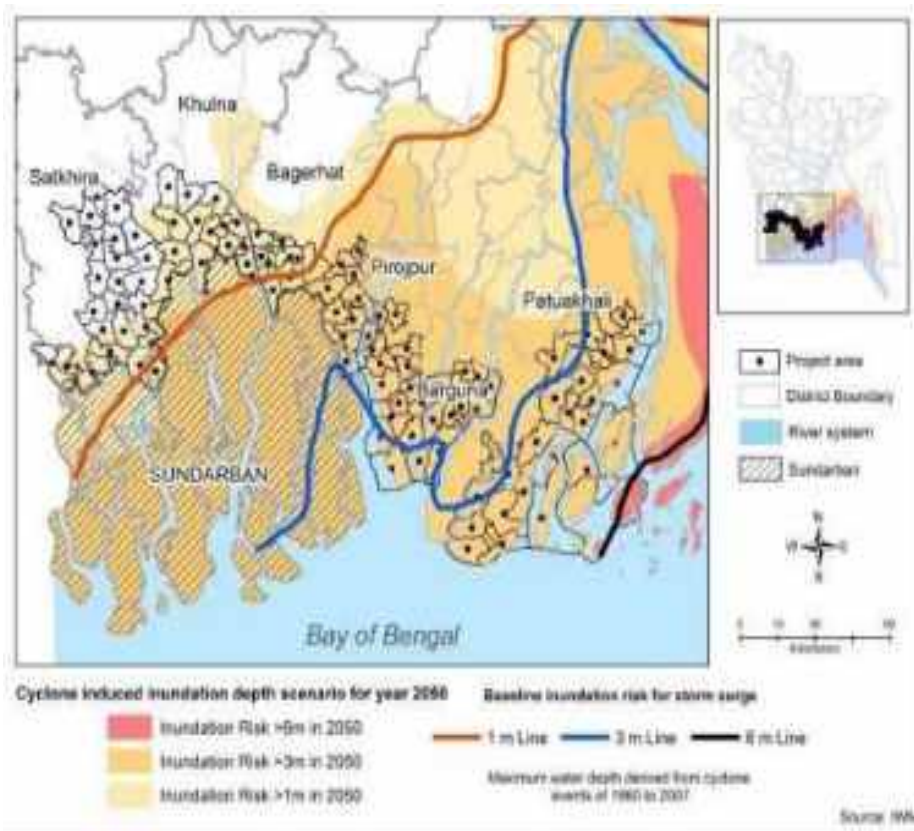 Khulna
Satkhira
Bagerhat
Pirojpur
Patuakhali
Barguna
SUNDARBAN
Bay of Bengal
Project area
District Boundary
River system
Sundarban
N
W E
S
0 10
Cyclone induced inundation depth scenario for year 2050
Inundation Risk >6m in 2050
Inundation Risk >3m in 2050
Inundation Risk >1m in 2050
Baseline inundation risk for storm surge
1 m Line 3 m Line 6 m Line
Maximum water depth derived from cyclone
events of 1960 to 2007
Source: IWM